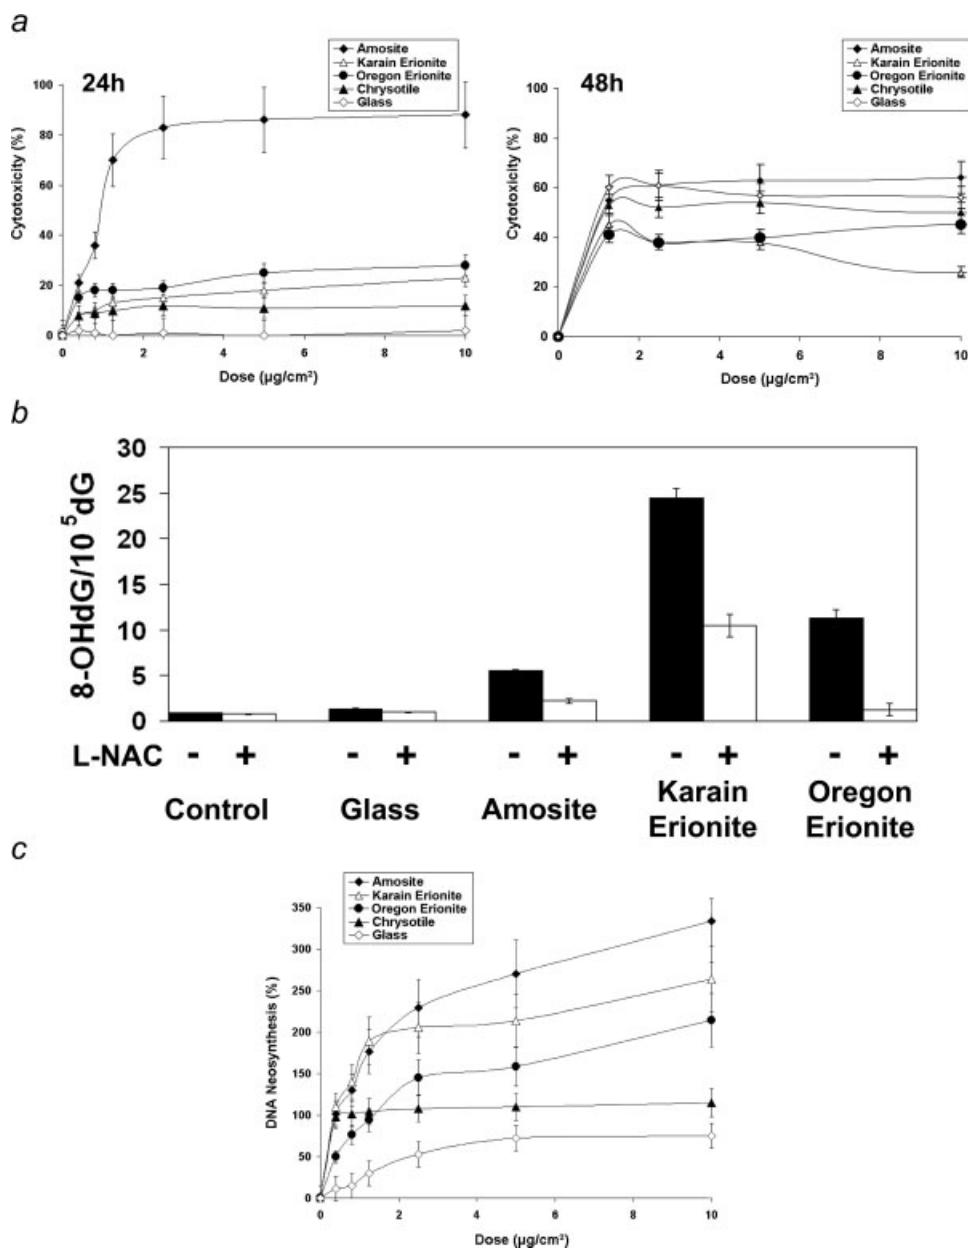 a
24h
Amosite
Karain Erionite
Oregon Erionite
Chrysotile
Glass
Cytotoxicity (%)
100
80
60
40
20
0
0 2 4 6 8 10
Dose (µg/cm²)
48h
Amosite
Karain Erionite
Oregon Erionite
Chrysotile
Glass
Cytotoxicity (%)
100
80
60
40
20
0
0 2 4 6 8 10
Dose (µg/cm²)
b
8-OHdG/10 ⁵dG
30
25
20
15
10
5
0
L-NAC - + - + - + - + - +
Control Glass Amosite Karain Erionite Oregon Erionite
c
Amosite
Karain Erionite
Oregon Erionite
Chrysotile
Glass
DNA Neosynthesis (%)
350
300
250
200
150
100
50
0
0 2 4 6 8 10
Dose (µg/cm²)